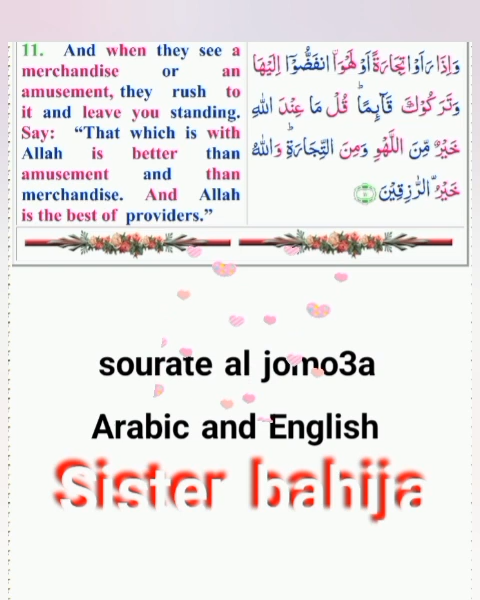 11. And when they see a
merchandise or an
amusement, they rush to
it and leave you standing.
Say: “That which is with
Allah is better than
amusement and than
merchandise. And Allah
is the best of providers.”
وَإِذَا رَأَوْا تِجَارَةً أَوْ لَهْوًا انفَضُّوٓا إِلَيْهَا
وَتَرَكُوكَ قَآئِمًا ۚ قُلْ مَا عِندَ اللَّهِ
خَيْرٌ مِّنَ اللَّهْوِ وَمِنَ التِّجَارَةِ ۚ وَاللَّهُ
خَيْرُ الرَّازِقِينَ
sourate al jomo3a
Arabic and English
Sister bahija